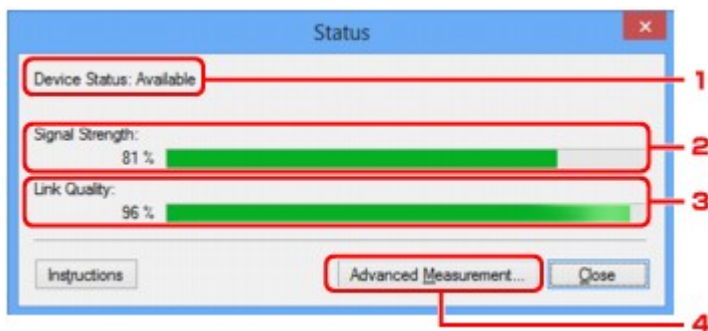 Status
Device Status: Available
1
Signal Strength:
81 %
2
Link Quality:
96 %
3
Instructions
Advanced Measurement...
Close
4